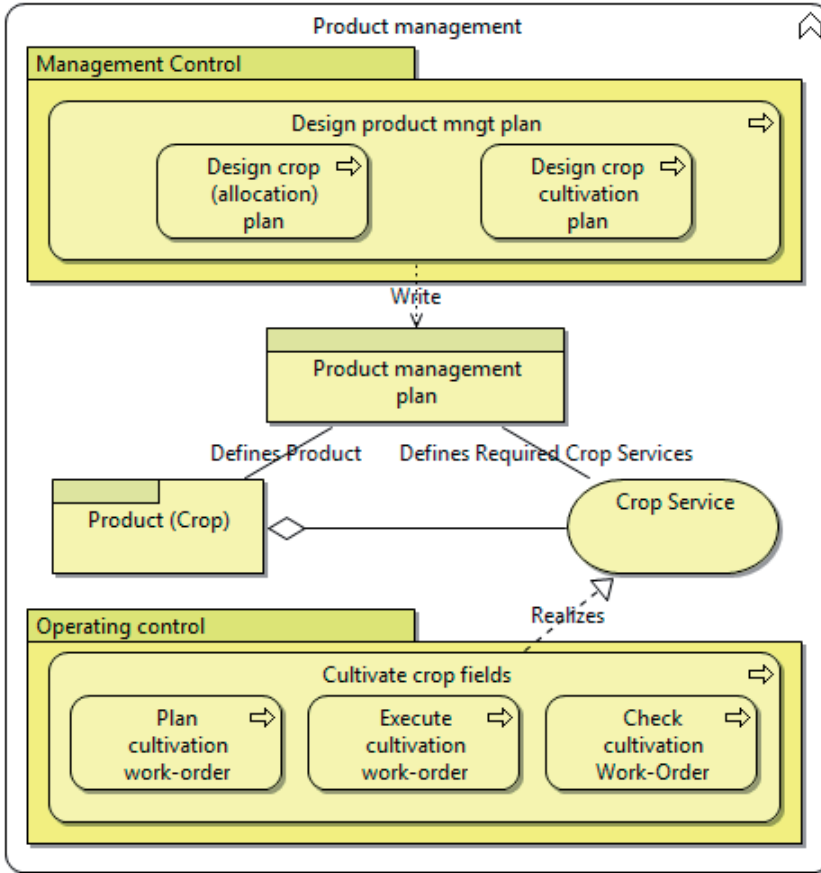 Product management
Management Control
Design product mngt plan
Design crop
(allocation)
plan
Design crop
cultivation
plan
Write
Product management
plan
Defines Product
Defines Required Crop Services
Product (Crop)
Crop Service
Realizes
Operating control
Cultivate crop fields
Plan
cultivation
work-order
Execute
cultivation
work-order
Check
cultivation
Work-Order